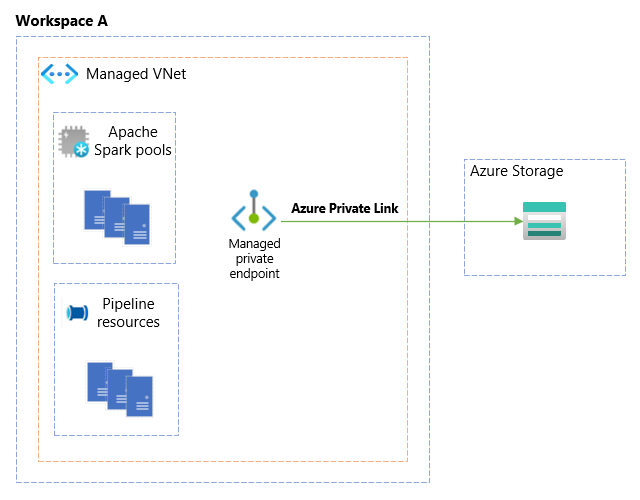 Workspace A
Managed VNet
Apache
Spark pools
Azure Storage
Azure Private Link
Managed
private
endpoint
Pipeline
resources